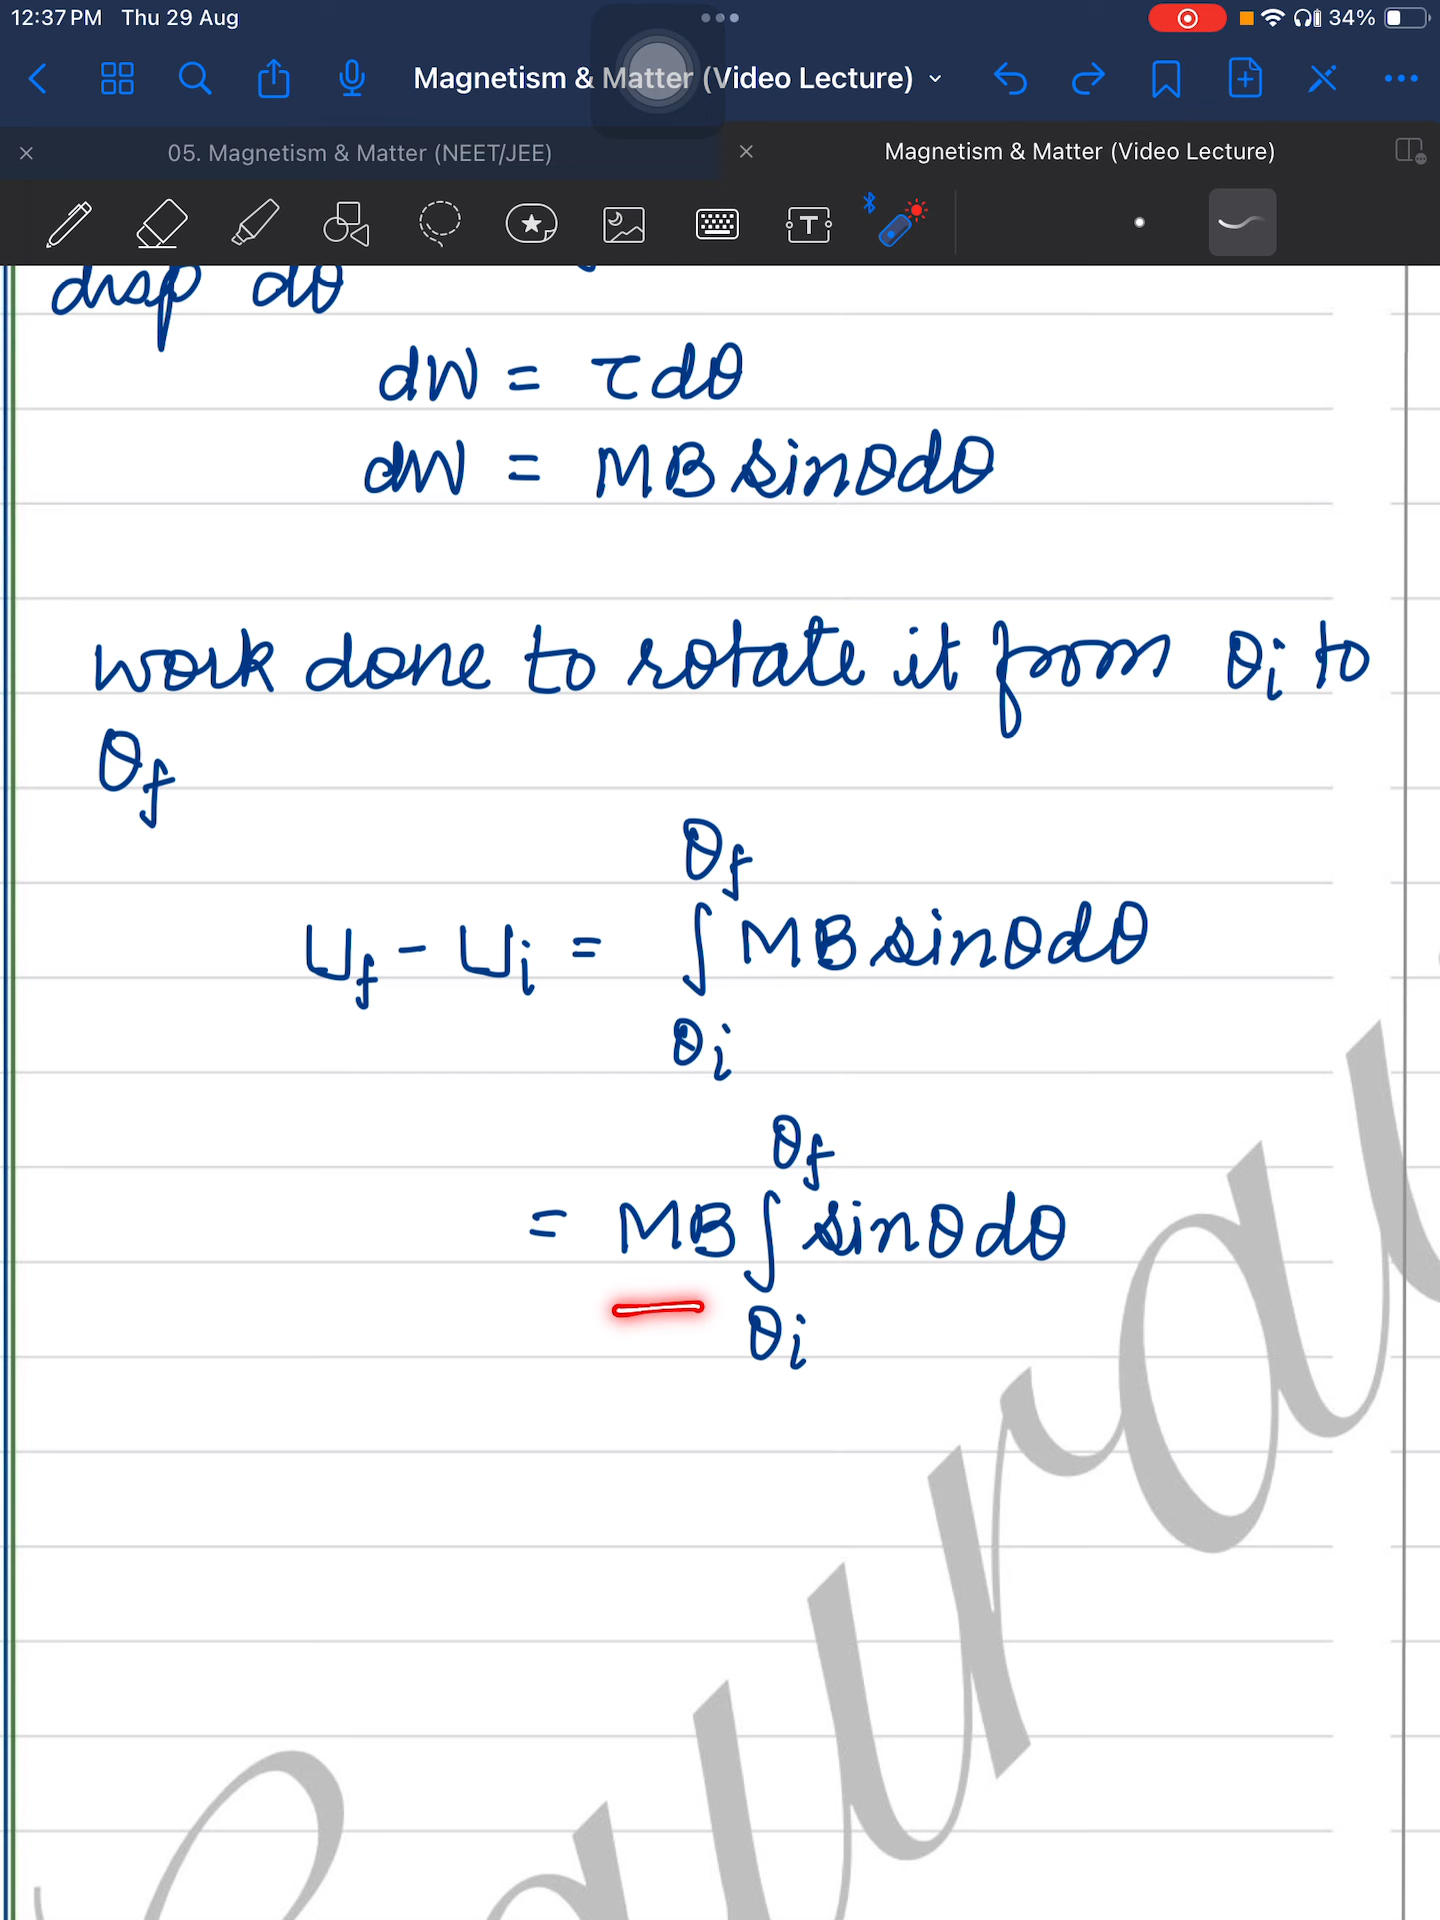 12:37 PM Thu 29 Aug
34%
Magnetism & Matter (Video Lecture)
05. Magnetism & Matter (NEET/JEE)
Magnetism & Matter (Video Lecture)
T
disp dθ
dW = τdθ
dW = MB sinθdθ
work done to rotate it from θi to
θf
θf
Uf - Ui = ∫ MB sinθdθ
θi
θf
= MB ∫ sinθdθ
θi